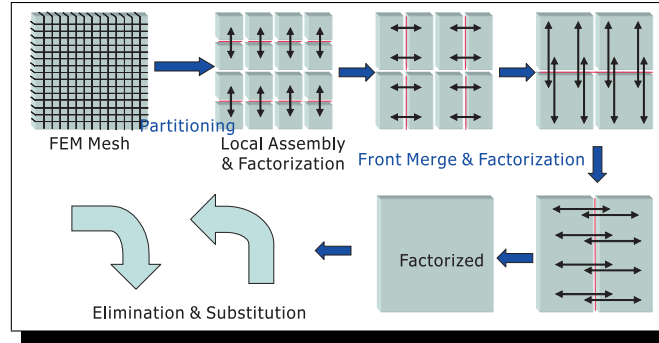 Partitioning
FEM Mesh
Local Assembly
& Factorization
Front Merge & Factorization
Factorized
Elimination & Substitution